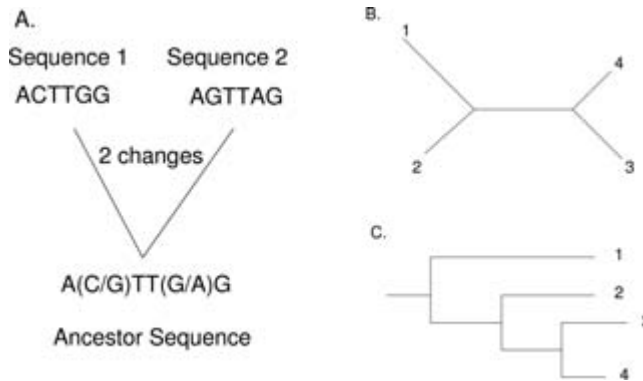 A.
Sequence 1 Sequence 2
ACTTGG AGTTAG
2 changes
A(C/G)TT(G/A)G
Ancestor Sequence
B.
1
4
2
3
C.
1
2
4